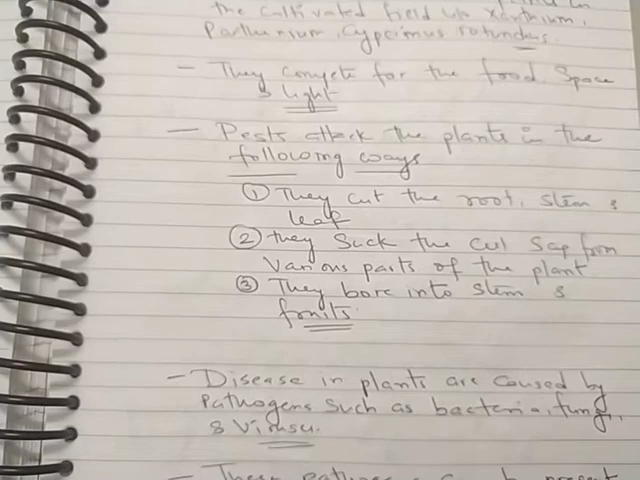 the cultivated field in xanthium,
Parthenium, Cyperinus rotundus.
- They compete for the food space
& light
- Pests attack the plants in the
following ways
① They cut the root, stem &
leaf
② they suck the cell sap from
various parts of the plant
③ They bore into stem &
fruits.
- Disease in plants are caused by
pathogens such as bacteria, fungi,
& virus.
- These